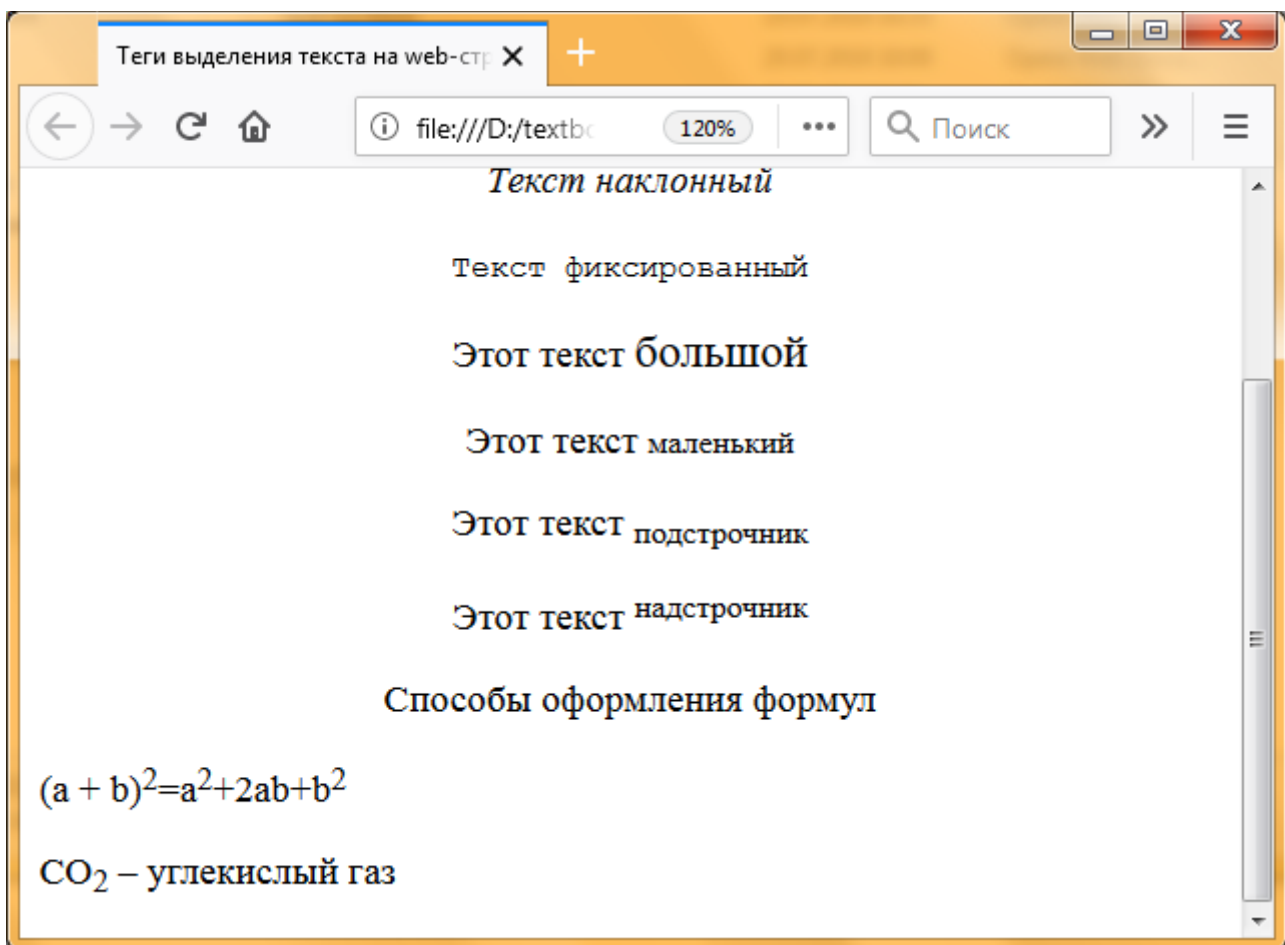 Теги выделения текста на web-стр
file:///D:/textbo 120% Поиск
Текст наклонный
Текст фиксированный
Этот текст большой
Этот текст маленький
Этот текст подстрочник
Этот текст надстрочник
Способы оформления формул
(a + b)²=a²+2ab+b²
CO₂ – углекислый газ